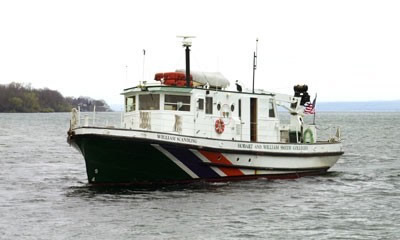 WILLIAM SCANDLING
HOBART AND WILLIAM SMITH COLLEGES